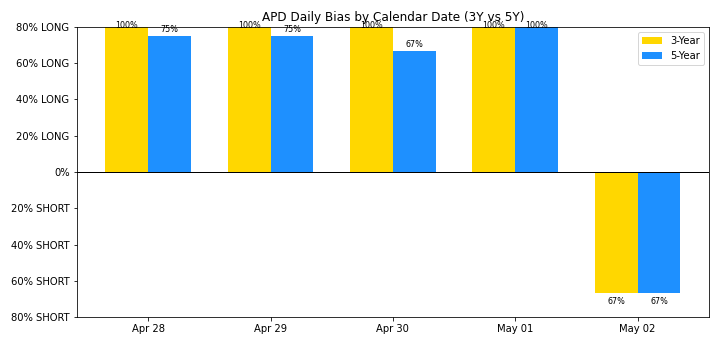 APD Daily Bias by Calendar Date (3Y vs 5Y)
80% LONG
60% LONG
40% LONG
20% LONG
0%
20% SHORT
40% SHORT
60% SHORT
80% SHORT
100%
75%
100%
75%
100%
67%
100%
100%
67%
67%
3-Year
5-Year
Apr 28
Apr 29
Apr 30
May 01
May 02